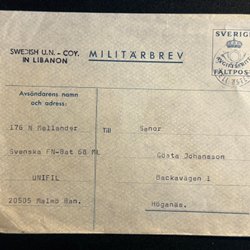 SWEDISH U.N. - COY.
IN LIBANON
MILITÄRBREV
SVERIGE
FÄLTPOST
Avsändarens namn
och adress:
176 N Mellander
Till
Senor
Svenska FN-Bat 68 ML
Gösta Johansson
UNIFIL
Backavägen 1
20505 Malmö Ban.
Höganäs.